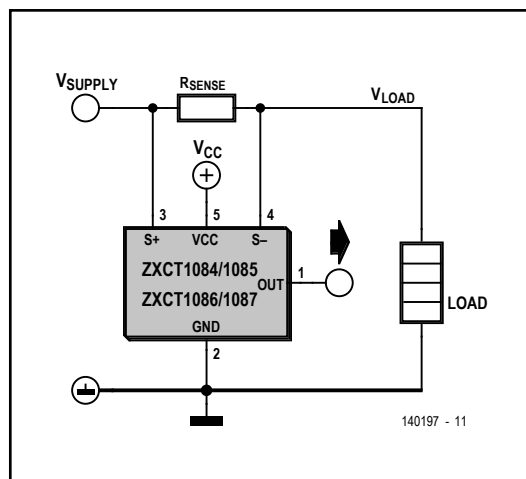 VSUPPLY
RSENSE
VLOAD
VCC
3 5 4
S+ VCC S–
ZXCT1084/1085
OUT 1
ZXCT1086/1087
GND
LOAD
2
140197 - 11